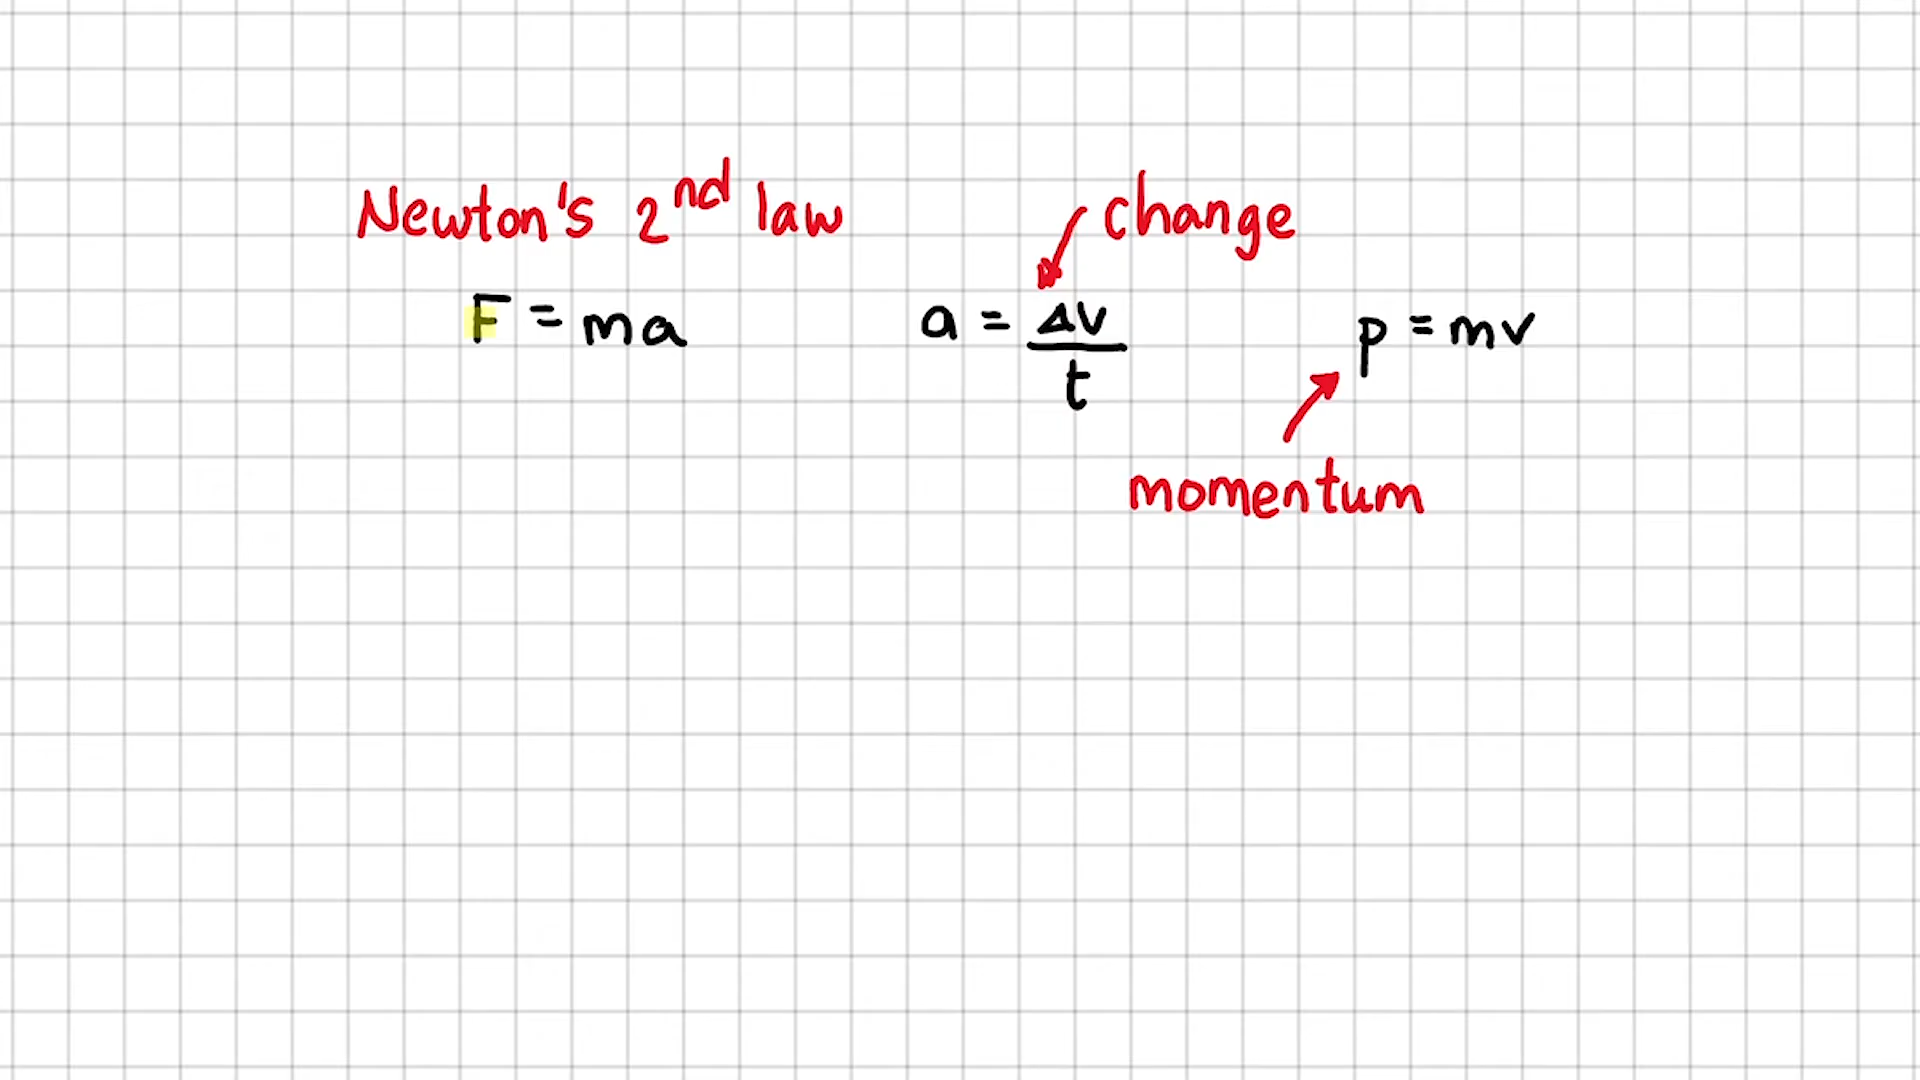 Newton's 2nd law
change
F = ma
a = Δv/t
p = mv
momentum